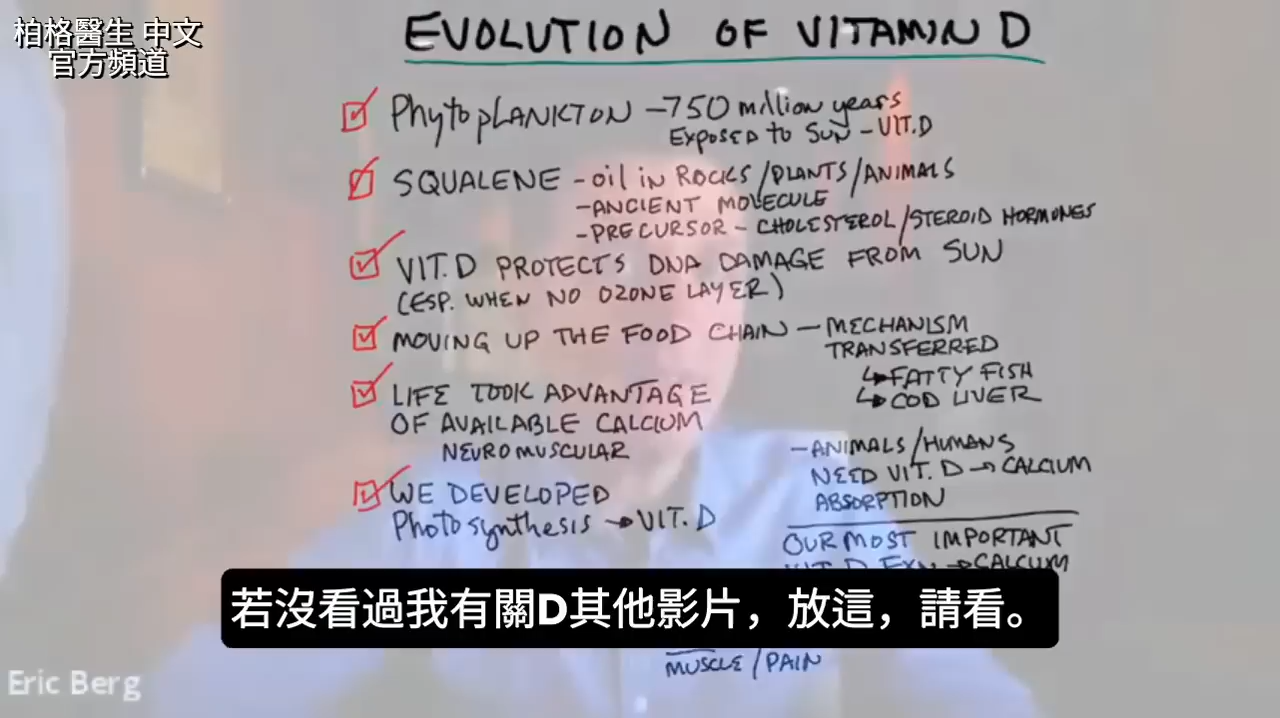 柏格醫生 中文
官方頻道
EVOLUTION OF VITAMIN D
PhytopLANKTON – 750 million years
EXPOSED to SUN – VIT. D
SQUALENE – oil in ROCKS / PLANTS / ANIMALS
– ANCIENT MOLECULE
– PRECURSOR – CHOLESTEROL / STEROID HORMONES
VIT. D PROTECTS DNA DAMAGE FROM SUN
(ESP. WHEN NO OZONE LAYER)
MOVING UP THE FOOD CHAIN – MECHANISM
TRANSFERRED
↳ FATTY FISH
↳ COD LIVER
LIFE TOOK ADVANTAGE
OF AVAILABLE CALCIUM
NEUROMUSCULAR
– ANIMALS / HUMANS
NEED VIT. D → CALCIUM
ABSORPTION
WE DEVELOPED
Photosynthesis → VIT. D
OUR MOST IMPORTANT
VIT. D FXN → CALCUM
若沒看過我有關D其他影片，放這，請看。
MUSCLE / PAIN
Eric Berg